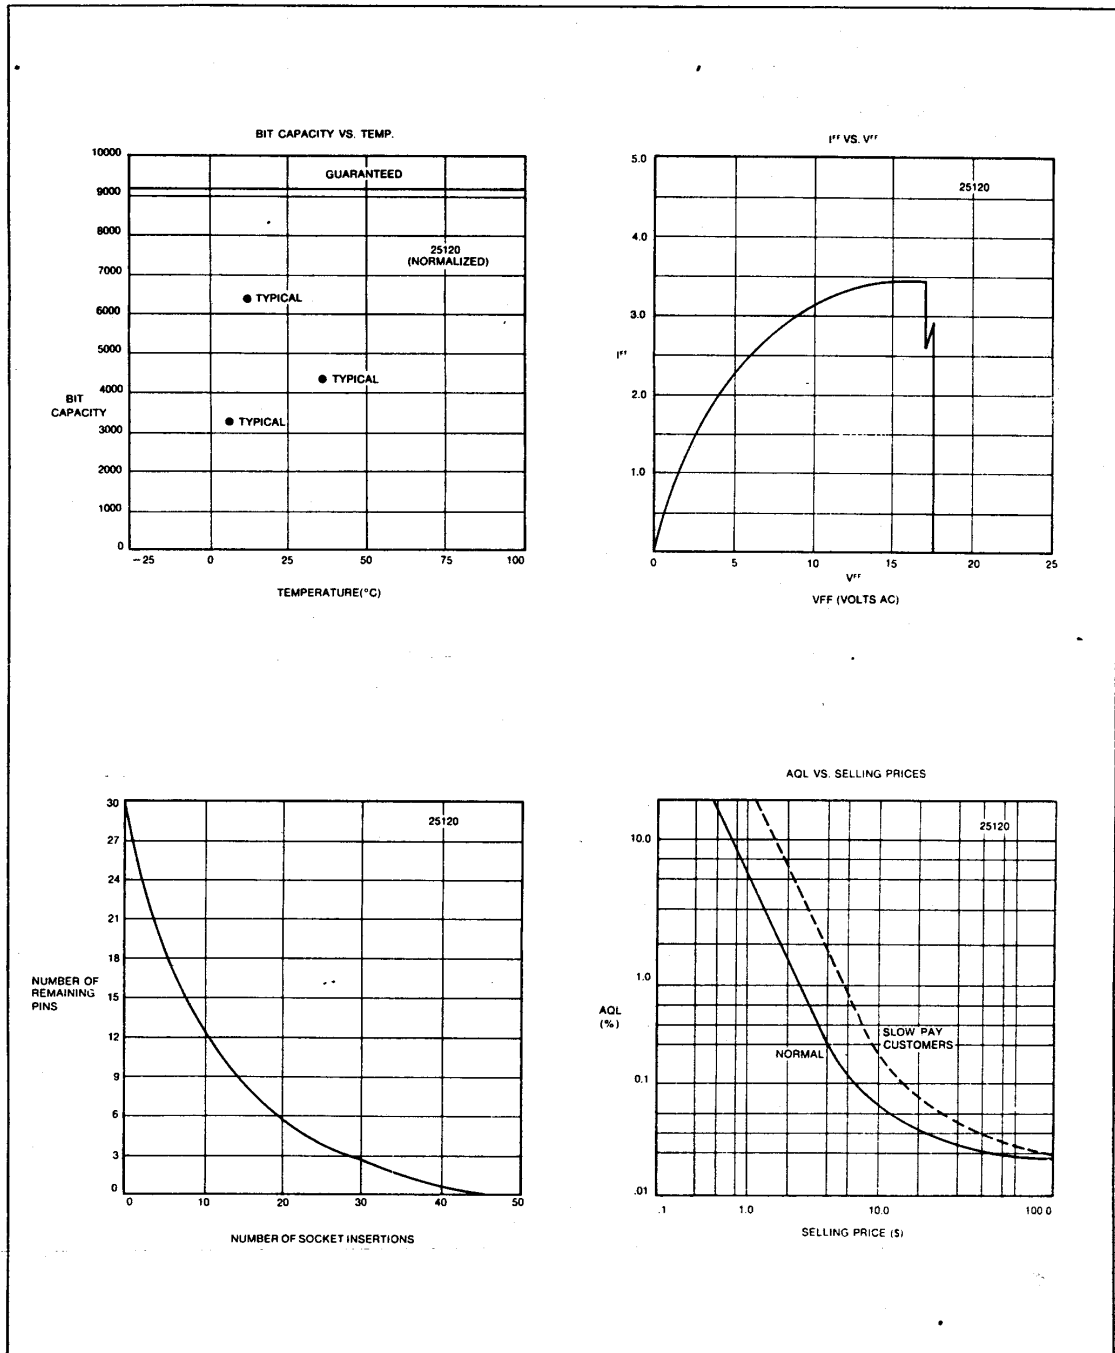 BIT CAPACITY VS. TEMP.
10000
9000
8000
7000
6000
5000
4000
3000
2000
1000
0
GUARANTEED
25120
(NORMALIZED)
TYPICAL
TYPICAL
TYPICAL
BIT
CAPACITY
-25 0 25 50 75 100
TEMPERATURE(°C)
IFF VS. VFF
5.0
4.0
3.0
2.0
1.0
25120
IFF
0 5 10 15 20 25
VFF
VFF (VOLTS AC)
30
27
24
21
18
15
12
9
6
3
0
25120
NUMBER OF
REMAINING
PINS
0 10 20 30 40 50
NUMBER OF SOCKET INSERTIONS
AQL VS. SELLING PRICES
10.0
1.0
0.1
.01
25120
AQL
(%)
NORMAL
SLOW PAY
CUSTOMERS
.1 1.0 10.0 100 0
SELLING PRICE ($)